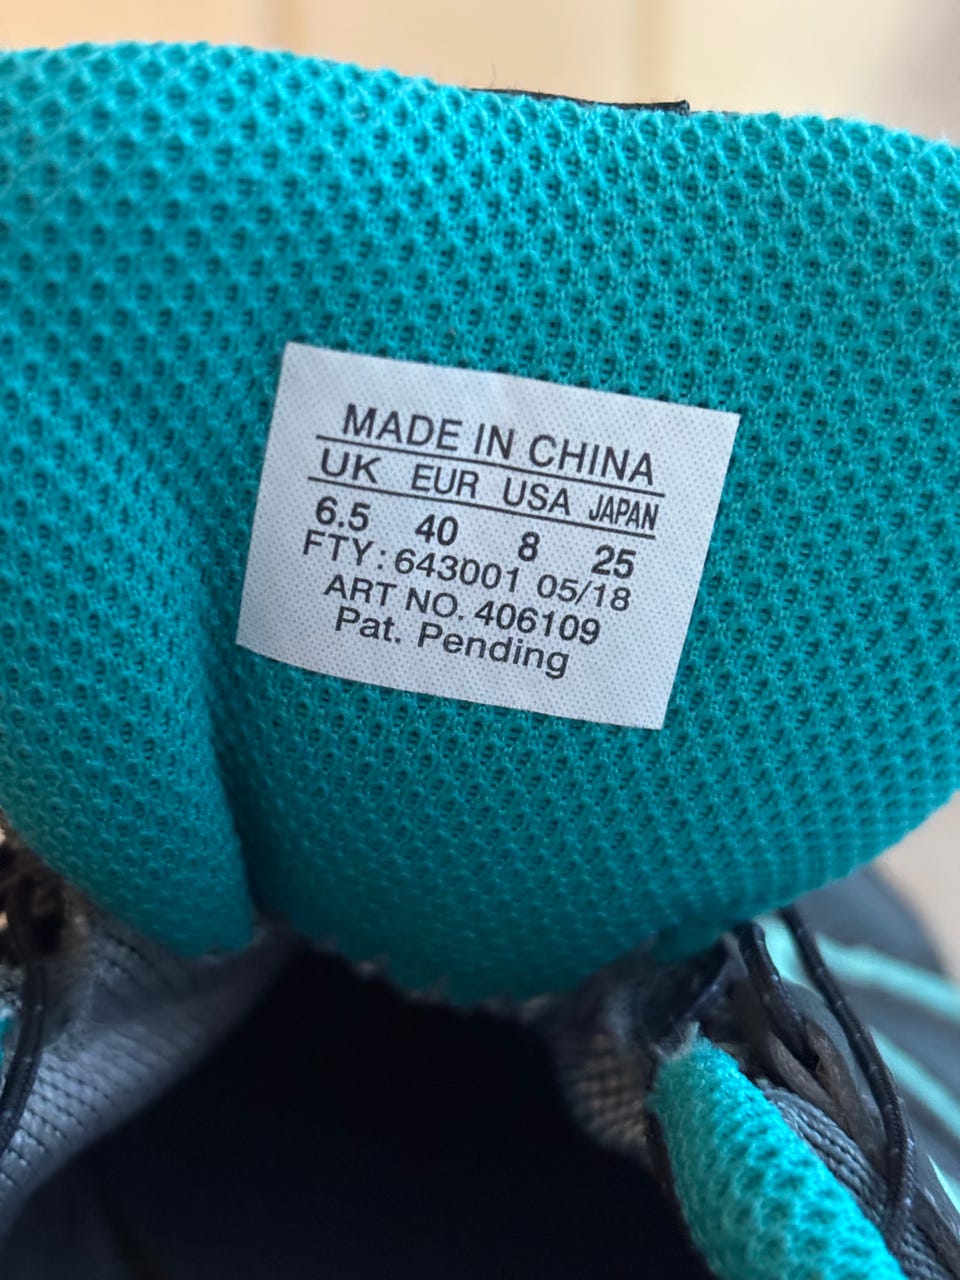 MADE IN CHINA
UK EUR USA JAPAN
6.5 40 8 25
FTY: 643001 05/18
ART NO. 406109
Pat. Pending